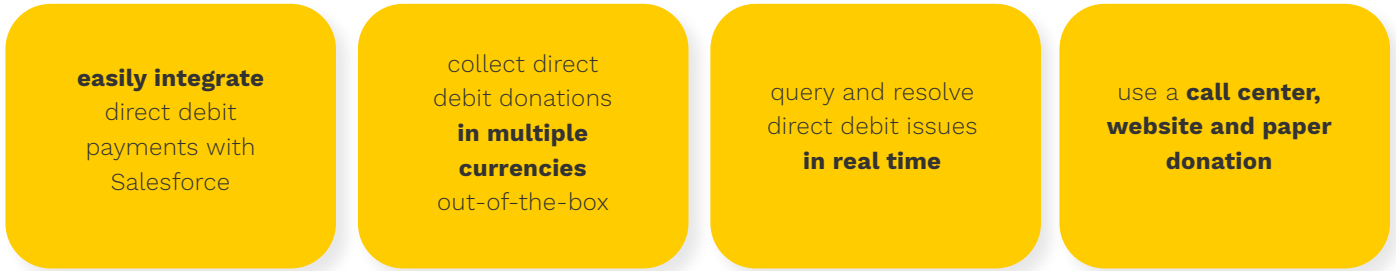 easily integrate
direct debit
payments with
Salesforce
collect direct
debit donations
in multiple
currencies
out-of-the-box
query and resolve
direct debit issues
in real time
use a call center,
website and paper
donation